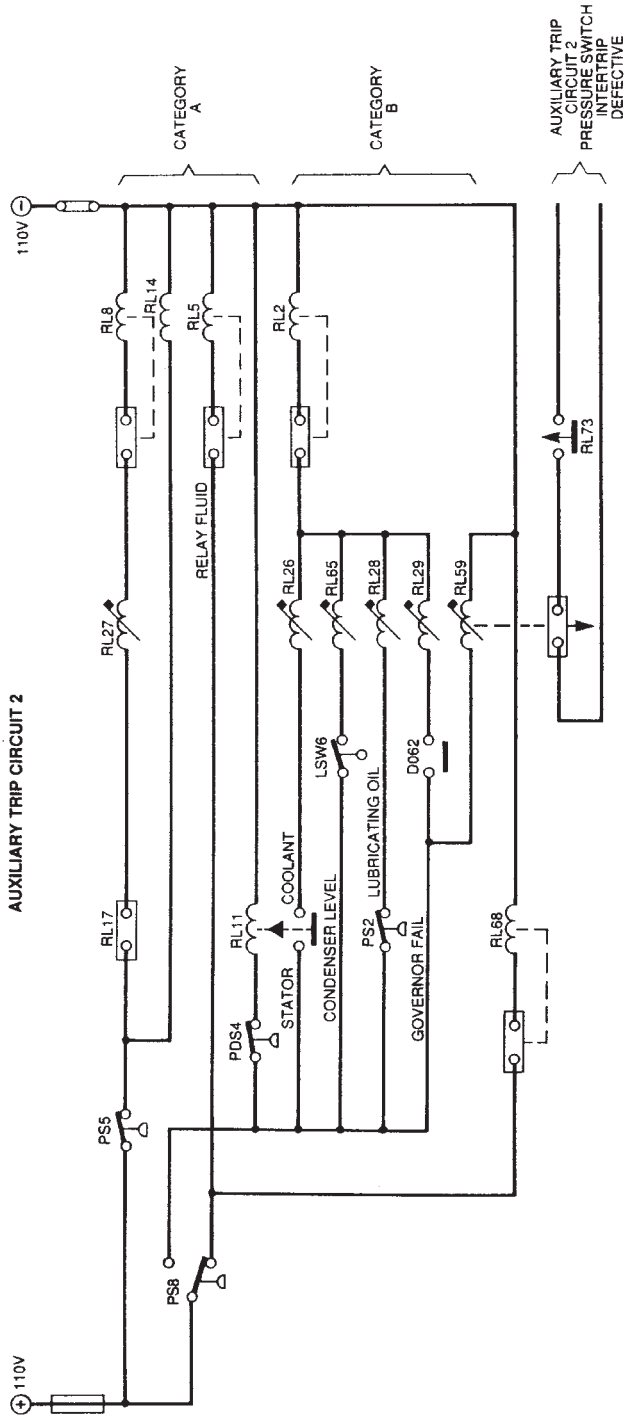 AUXILIARY TRIP CIRCUIT 2
110V
110V
PS5
RL17
RL27
RL8
RL14
CATEGORY
A
PS8
RELAY FLUID
RL5
PDS4
RL11
STATOR
COOLANT
RL26
RL2
CATEGORY
B
CONDENSER LEVEL
LSW6
RL65
PS2
LUBRICATING OIL
RL28
GOVERNOR FAIL
D062
RL29
RL59
RL68
RL73
AUXILIARY TRIP
CIRCUIT 2
PRESSURE SWITCH
INTERTRIP
DEFECTIVE